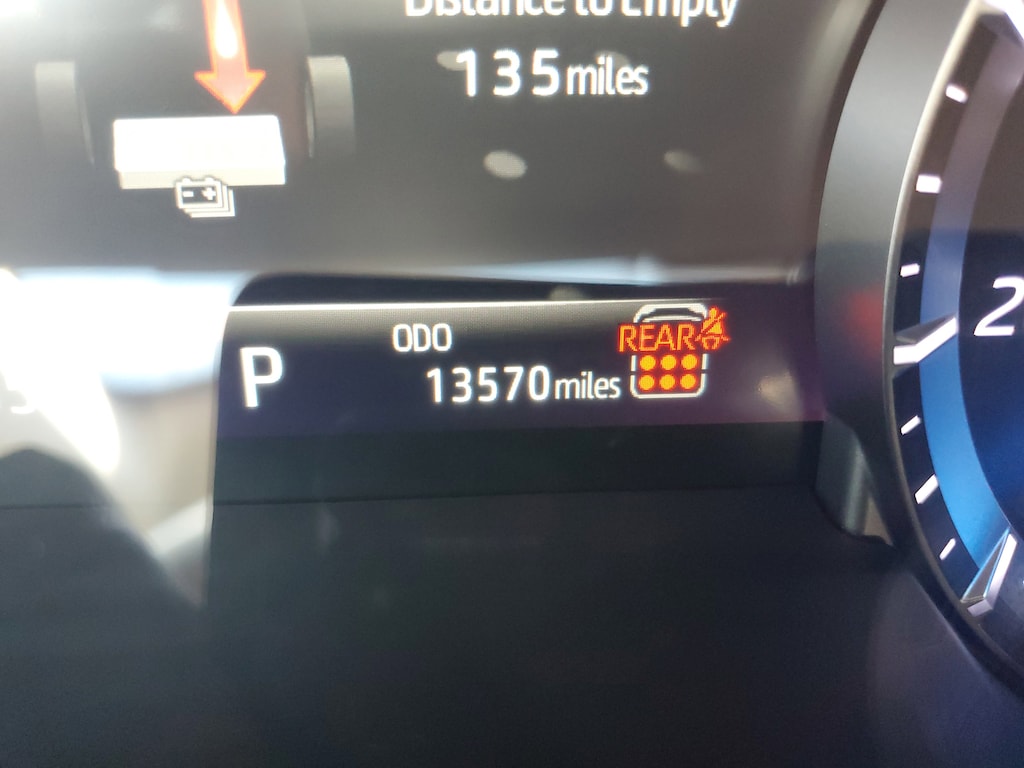 Distance to Empty
135 miles
ODO
REAR
P
13570 miles
2